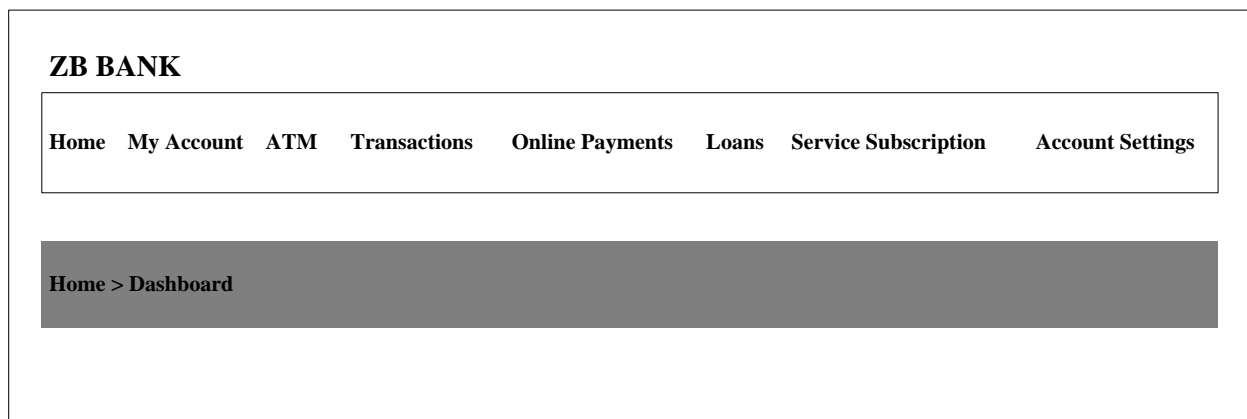 ZB BANK
Home My Account ATM Transactions Online Payments Loans Service Subscription Account Settings
Home > Dashboard